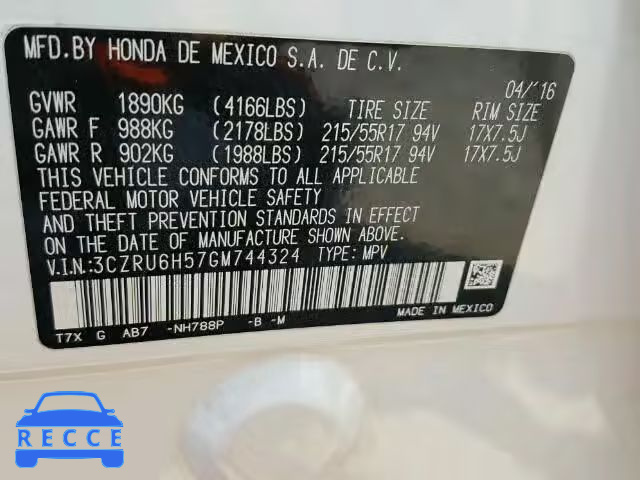 MFD.BY HONDA DE MEXICO S.A. DE C.V.
04/'16
GVWR 1890KG (4166LBS) TIRE SIZE RIM SIZE
GAWR F 988KG (2178LBS) 215/55R17 94V 17X7.5J
GAWR R 902KG (1988LBS) 215/55R17 94V 17X7.5J
THIS VEHICLE CONFORMS TO ALL APPLICABLE
FEDERAL MOTOR VEHICLE SAFETY
AND THEFT PREVENTION STANDARDS IN EFFECT
ON THE DATE OF MANUFACTURE SHOWN ABOVE.
V.I.N:3CZRU6H57GM744324 TYPE: MPV
T7X G AB7 -NH788P -B -M
MADE IN MEXICO
RECCE